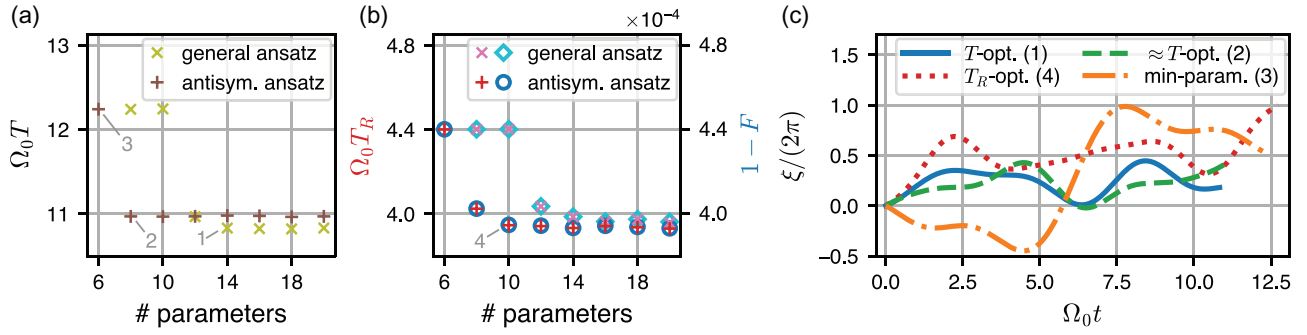 (a)
general ansatz
antisym. ansatz
Ω₀T
13
12
11
3
2
1
6
10
14
18
# parameters
(b)
×10⁻⁴
general ansatz
antisym. ansatz
Ω₀T_R
4.8
4.4
4.0
4
6
10
14
18
# parameters
4.8
4.4
4.0
1 − F
(c)
T-opt. (1)
T_R-opt. (4)
≈ T-opt. (2)
min-param. (3)
ξ/(2π)
1.5
1.0
0.5
0.0
−0.5
0.0
2.5
5.0
7.5
10.0
12.5
Ω₀t